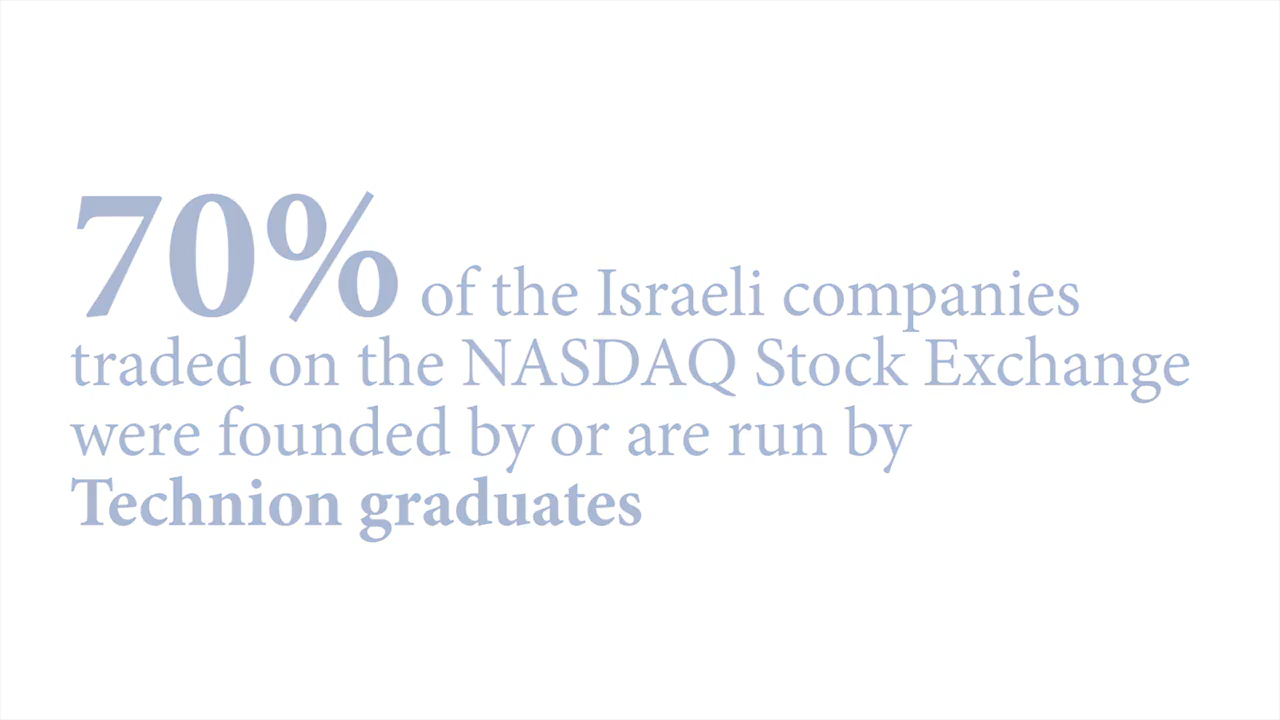 70% of the Israeli companies
traded on the NASDAQ Stock Exchange
were founded by or are run by
Technion graduates